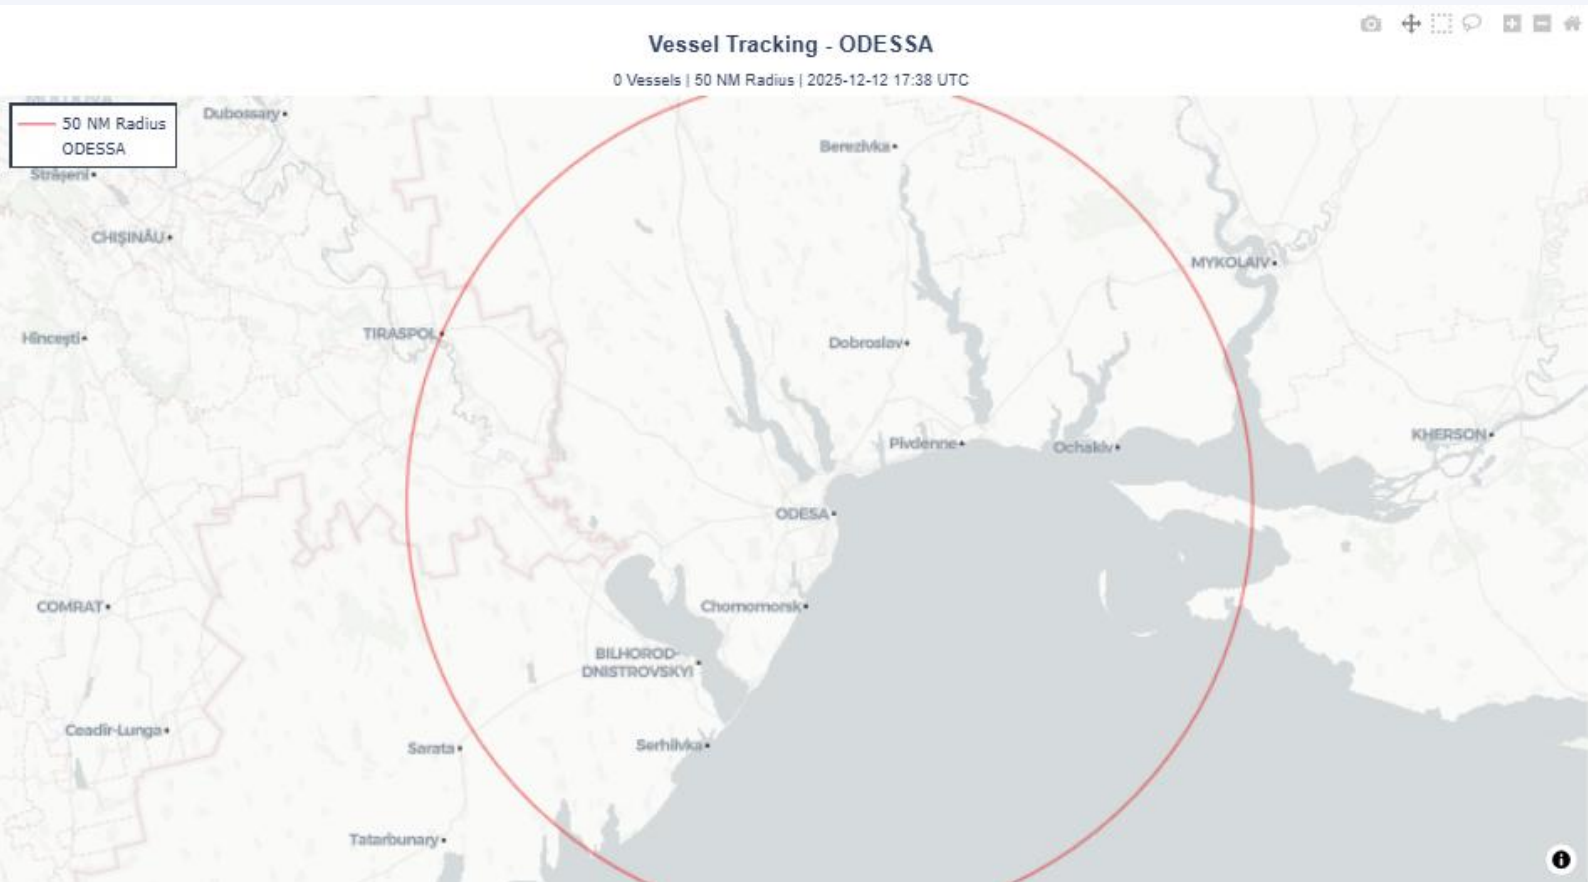 Vessel Tracking - ODESSA
0 Vessels | 50 NM Radius | 2025-12-12 17:38 UTC
50 NM Radius
ODESSA
Dubossary
Berezivka
Strășeni
CHIȘINĂU
MYKOLAIV
TIRASPOL
Hîncești
Dobroslav
KHERSON
Pivdenne
Ochakiv
ODESA
COMRAT
Chornomorsk
BILHOROD-
DNISTROVSKYI
Ceadîr-Lunga
Sarata
Serhiivka
Tatarbunary